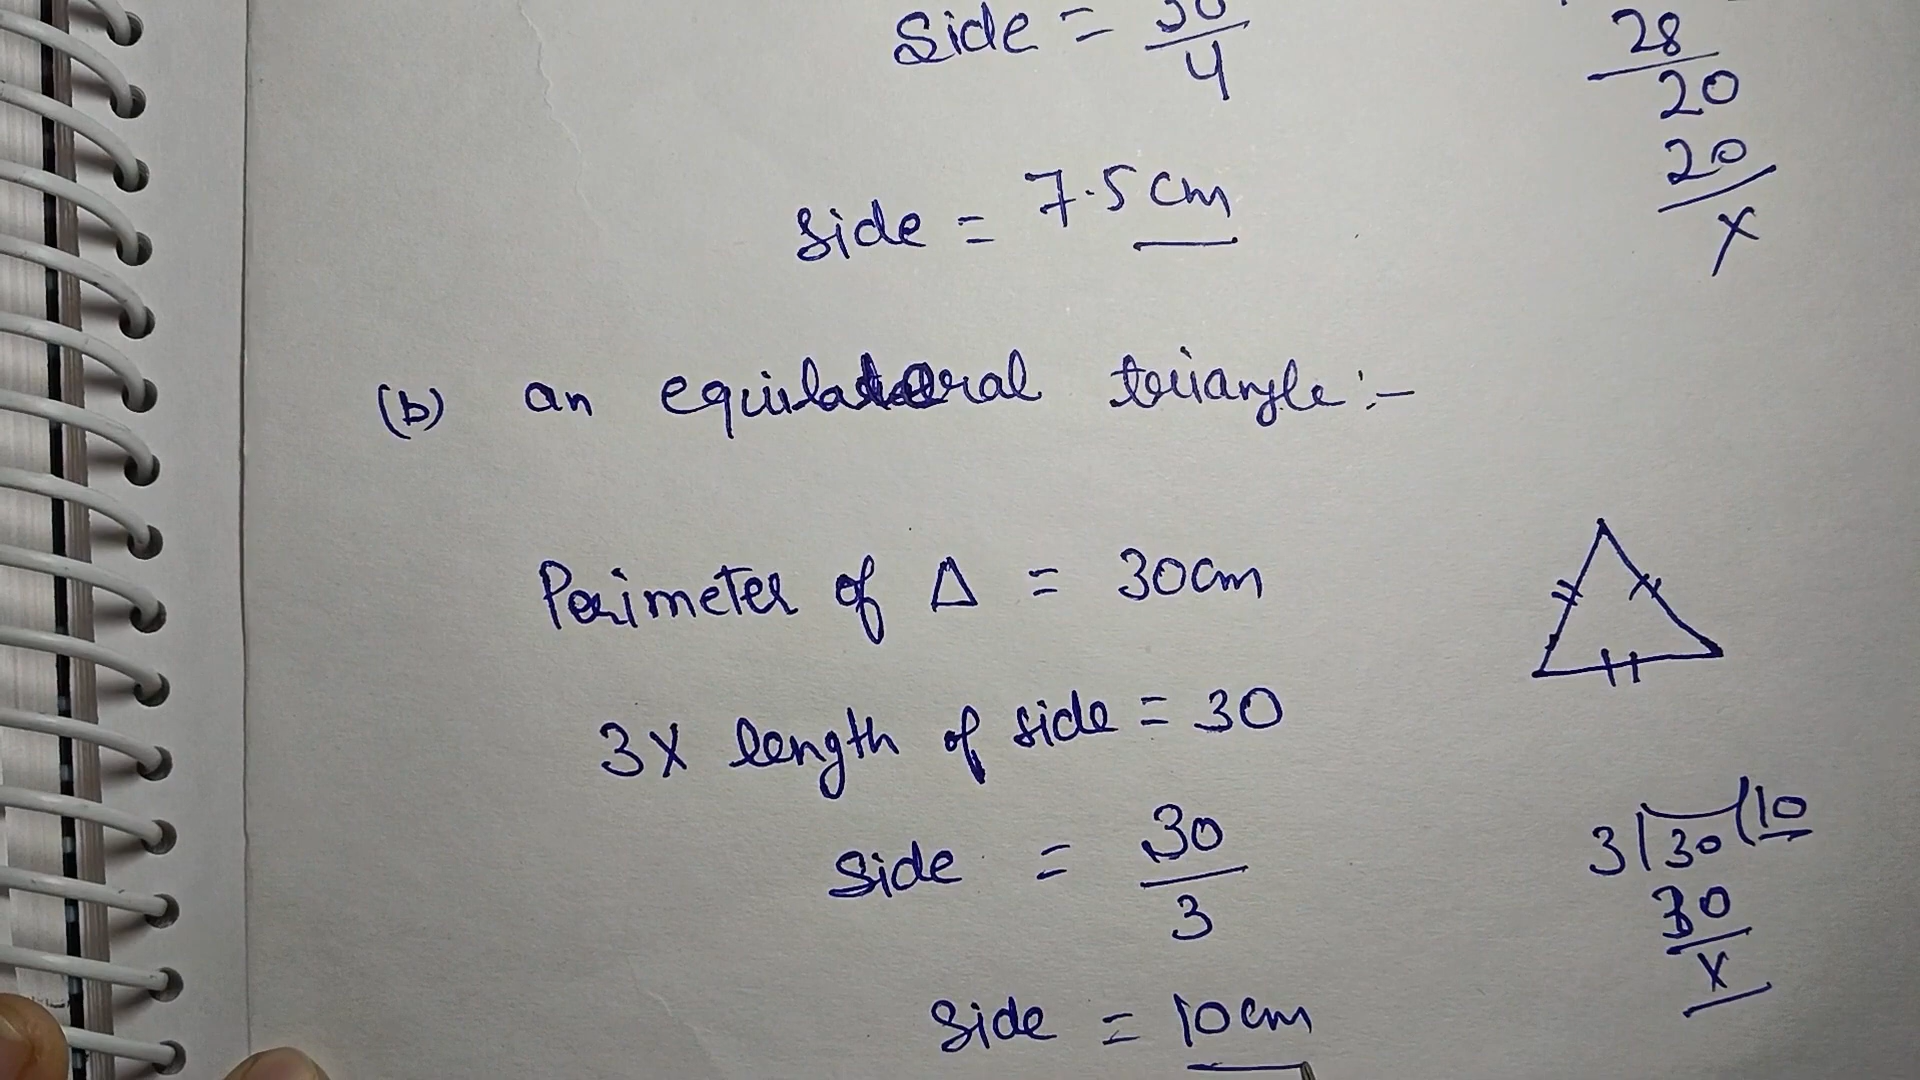 Side = 30/4
28
20
20
x
Side = 7.5 cm
(b) an equilateral triangle:-
Perimeter of Δ = 30cm
3x length of side = 30
Side = 30/3
3 30 10
30
x
Side = 10cm